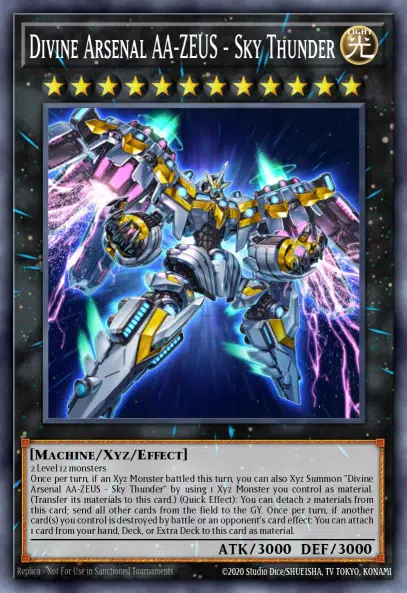 Divine Arsenal AA-ZEUS - Sky Thunder
LIGHT
光
[Machine/Xyz/Effect]
2 Level 12 monsters
Once per turn, if an Xyz Monster battled this turn, you can also Xyz Summon "Divine
Arsenal AA-ZEUS - Sky Thunder" by using 1 Xyz Monster you control as material.
(Transfer its materials to this card.) (Quick Effect): You can detach 2 materials from
this card; send all other cards from the field to the GY. Once per turn, if another
card(s) you control is destroyed by battle or an opponent's card effect: You can attach
1 card from your hand, Deck, or Extra Deck to this card as material.
ATK/3000 DEF/3000
Replica - Not For Use in Sanctioned Tournaments
©2020 Studio Dice/SHUEISHA, TV TOKYO, KONAMI